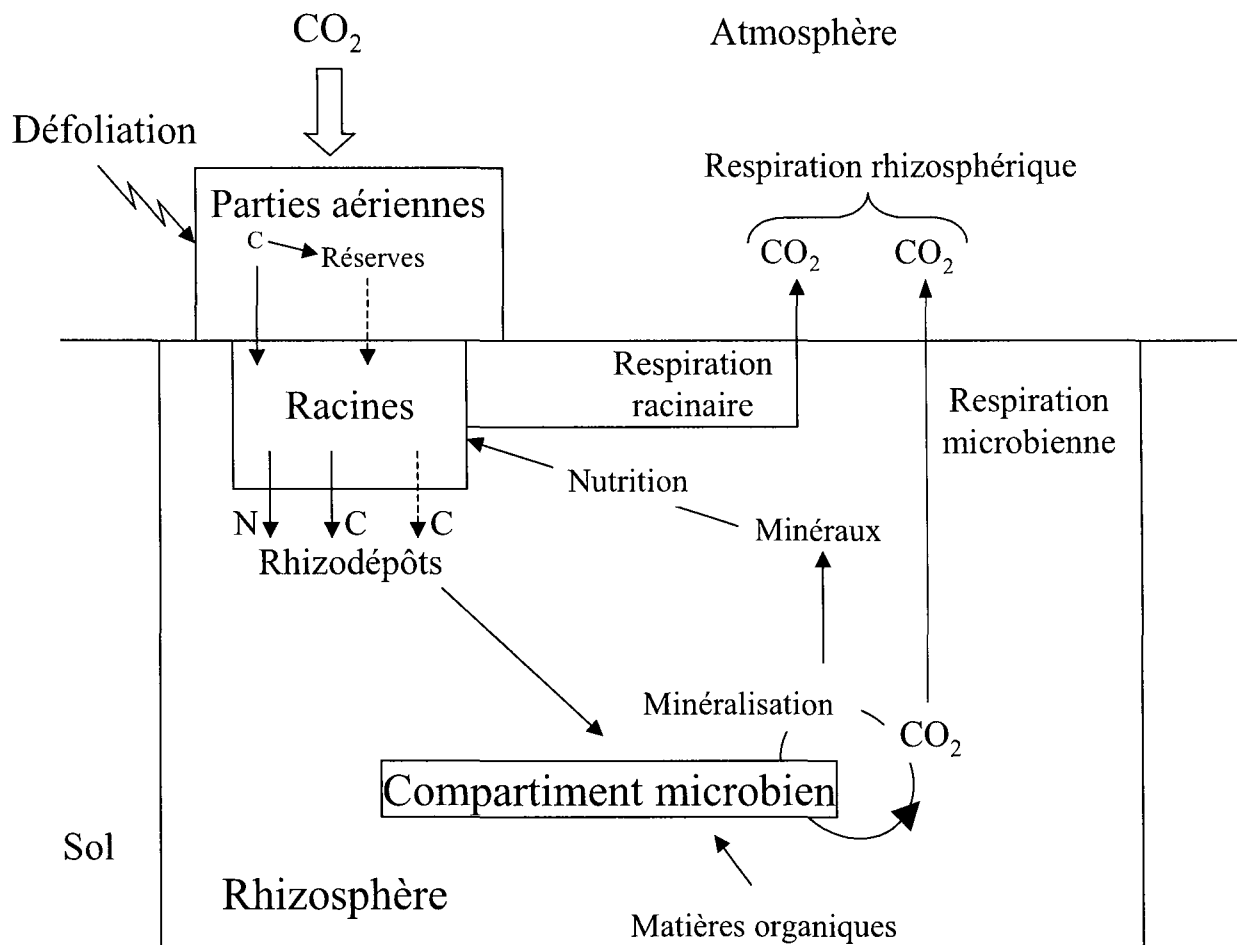 CO₂
Atmosphère
Défoliation
Respiration rhizosphérique
Parties aériennes
C
Réserves
CO₂
CO₂
Respiration
racinaire
Racines
Respiration
microbienne
Nutrition
N
C
C
Minéraux
Rhizodépôts
Minéralisation
CO₂
Compartiment microbien
Sol
Rhizosphère
Matières organiques